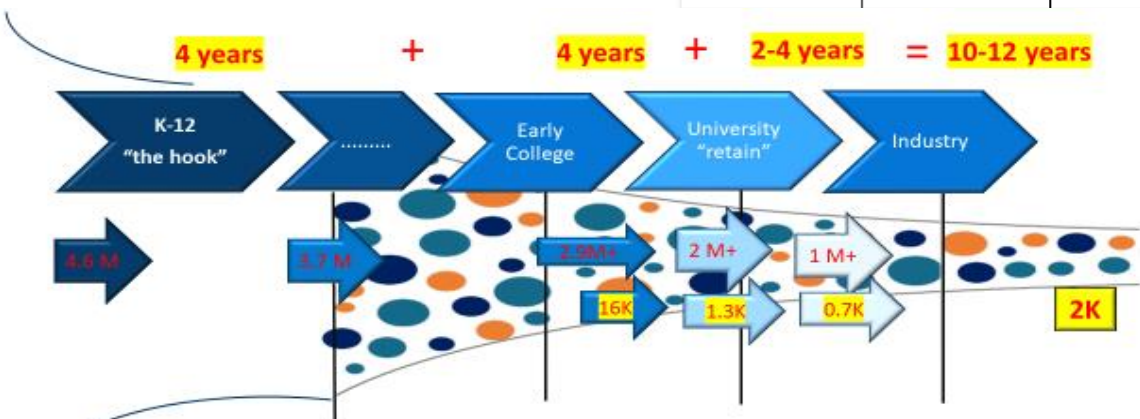 4 years + 4 years + 2-4 years = 10-12 years
K-12
"the hook"
.........
Early
College
University
"retain"
Industry
4.6 M
3.7 M
2.9M+
2 M+
1 M+
16K
1.3K
0.7K
2K